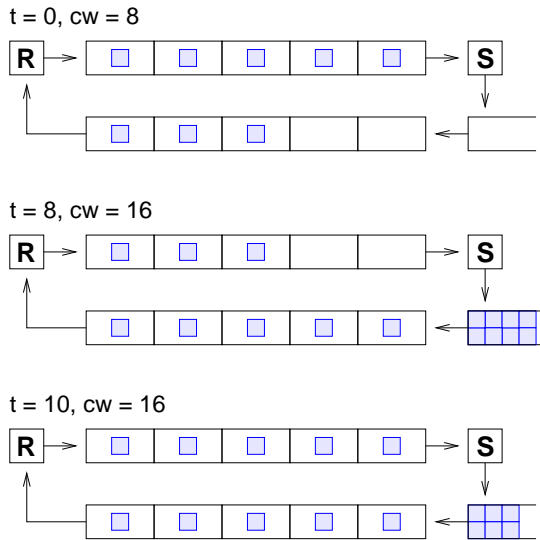 t = 0, cw = 8
R S
t = 8, cw = 16
R S
t = 10, cw = 16
R S